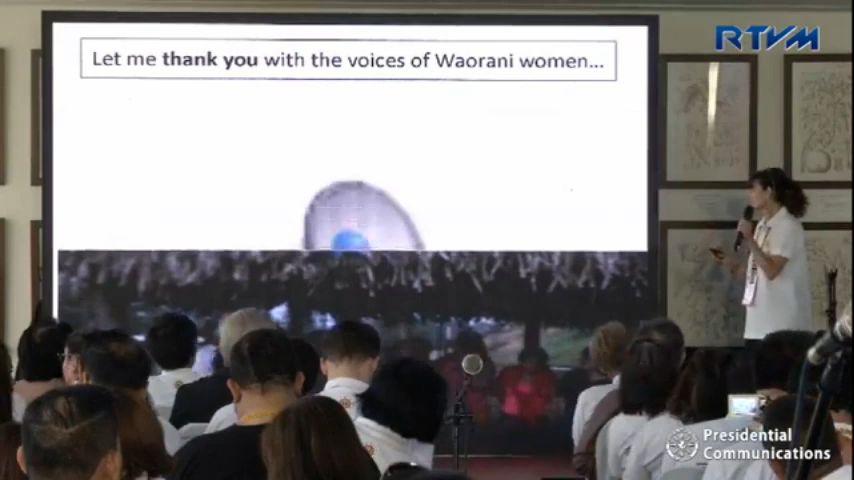 RTVM
Let me thank you with the voices of Waorani women...
Presidential
Communications